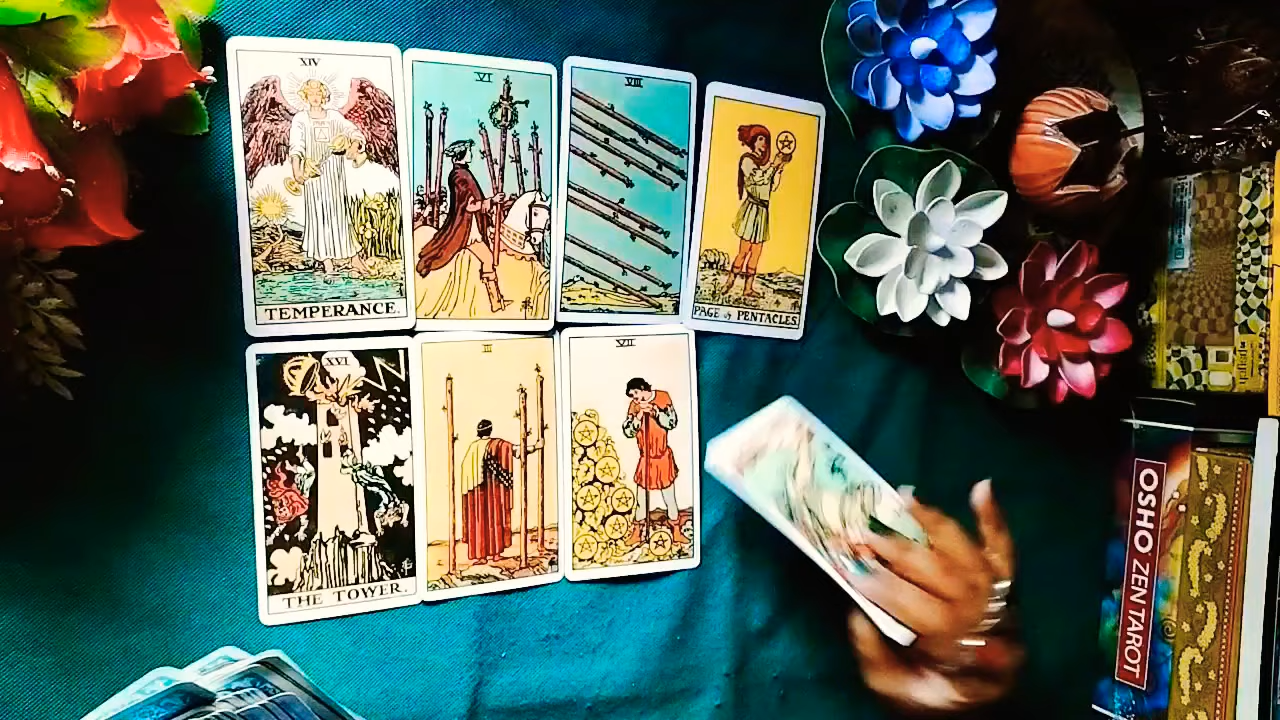 XIV
VI
VIII
TEMPERANCE.
PAGE of PENTACLES.
XVI
III
VII
THE TOWER.
OSHO ZEN TAROT